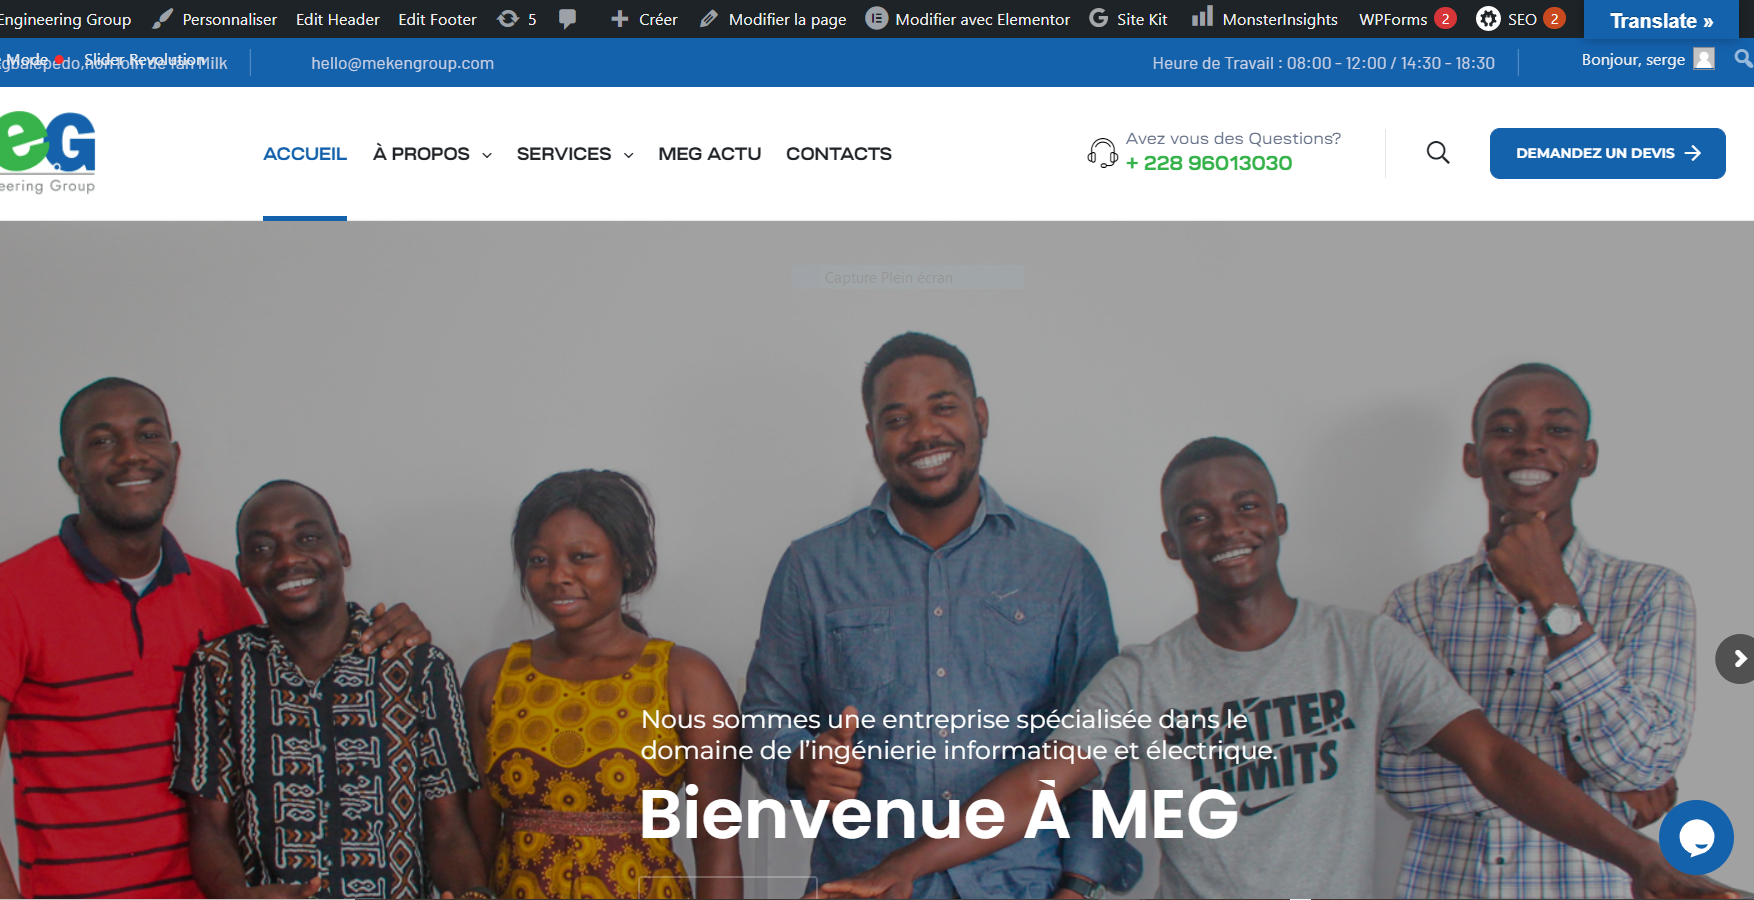 Engineering Group Personnaliser Edit Header Edit Footer 5 Créer Modifier la page Modifier avec Elementor Site Kit MonsterInsights WPForms 2 SEO 2 Translate »
Mode Slider Revolution hello@mekengroup.com Heure de Travail : 08:00 - 12:00 / 14:30 - 18:30 Bonjour, serge
eG
eering Group
ACCUEIL À PROPOS SERVICES MEG ACTU CONTACTS
Avez vous des Questions?
+ 228 96013030
DEMANDEZ UN DEVIS
Capture Plein écran
Nous sommes une entreprise spécialisée dans le
domaine de l’ingénierie informatique et électrique.
Bienvenue À MEG
LIMITS